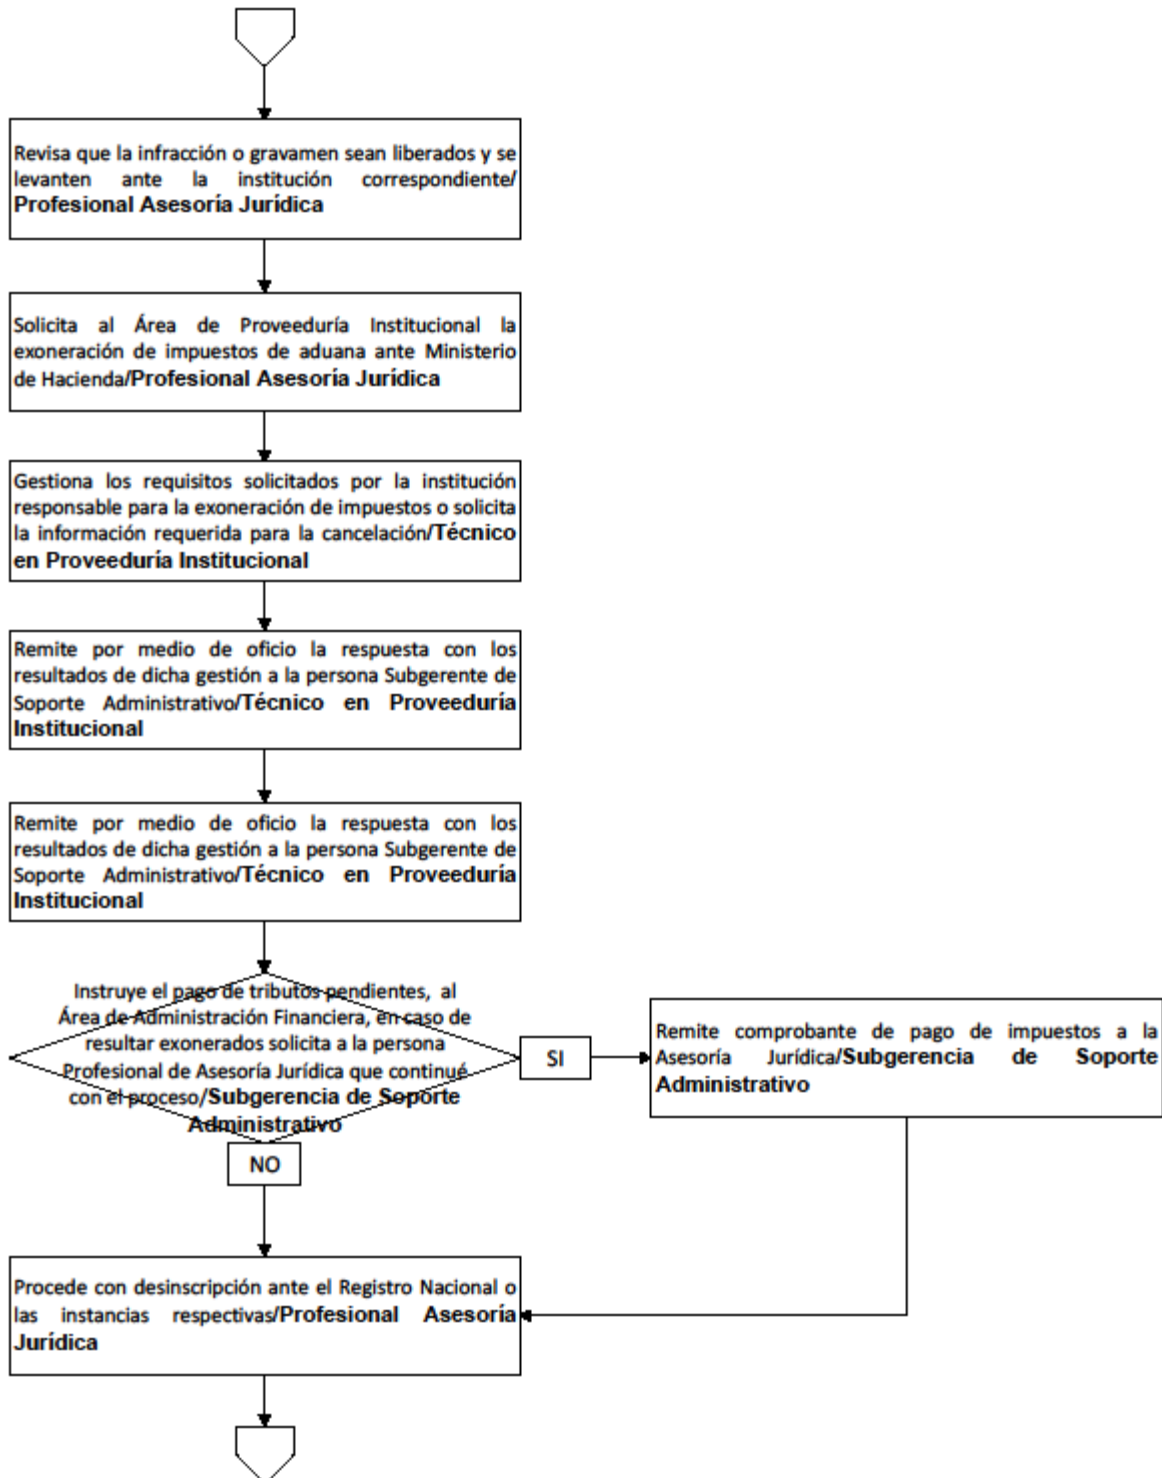 Revisa que la infracción o gravamen sean liberados y se
levanten ante la institución correspondiente/
Profesional Asesoría Jurídica
Solicita al Área de Proveeduría Institucional la
exoneración de impuestos de aduana ante Ministerio
de Hacienda/Profesional Asesoría Jurídica
Gestiona los requisitos solicitados por la institución
responsable para la exoneración de impuestos o solicita
la información requerida para la cancelación/Técnico
en Proveeduría Institucional
Remite por medio de oficio la respuesta con los
resultados de dicha gestión a la persona Subgerente de
Soporte Administrativo/Técnico en Proveeduría
Institucional
Remite por medio de oficio la respuesta con los
resultados de dicha gestión a la persona Subgerente de
Soporte Administrativo/Técnico en Proveeduría
Institucional
Instruye el pago de tributos pendientes, al
Área de Administración Financiera, en caso de
resultar exonerados solicita a la persona
Profesional de Asesoría Jurídica que continué
con el proceso/Subgerencia de Soporte
Administrativo
SI
Remite comprobante de pago de impuestos a la
Asesoría Jurídica/Subgerencia de Soporte
Administrativo
NO
Procede con desinscripción ante el Registro Nacional o
las instancias respectivas/Profesional Asesoría
Jurídica